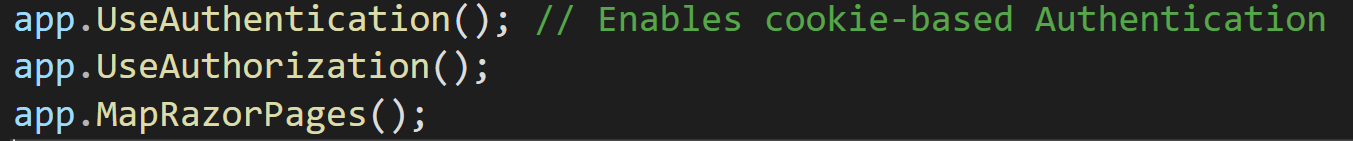 app.UseAuthentication(); // Enables cookie-based Authentication
app.UseAuthorization();
app.MapRazorPages();